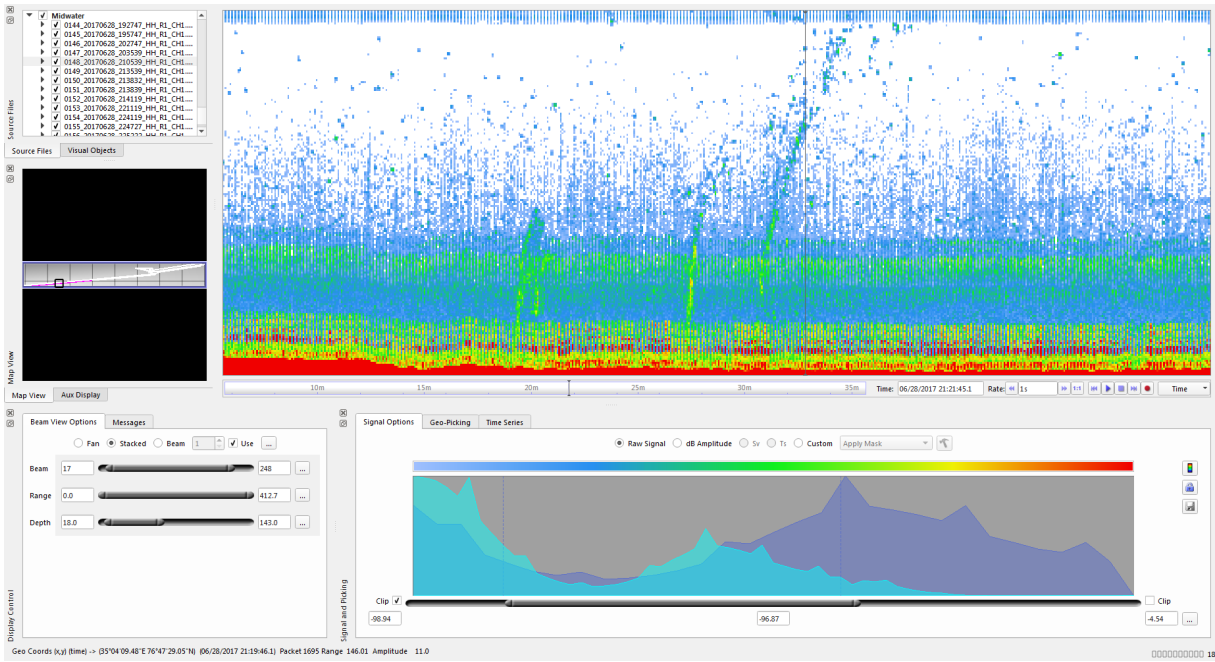 Midwater
0144_20170628_192747_HH_R1_CH1....
0145_20170628_195747_HH_R1_CH1....
0146_20170628_202747_HH_R1_CH1....
0147_20170628_203539_HH_R1_CH1....
0148_20170628_210539_HH_R1_CH1....
0149_20170628_213539_HH_R1_CH1....
0150_20170628_213832_HH_R1_CH1....
0151_20170628_213839_HH_R1_CH1....
0152_20170628_214119_HH_R1_CH1....
0153_20170628_221119_HH_R1_CH1....
0154_20170628_224119_HH_R1_CH1....
0155_20170628_224727_HH_R1_CH1....
Source Files
Source Files Visual Objects
Map View
Map View Aux Display
10m 15m 20m 25m 30m 35m Time: 06/28/2017 21:21:45.1 Rate: 1s 1:1 Time
Beam View Options Messages
Fan Stacked Beam 1 Use ...
Beam 17 248 ...
Range 0.0 412.7 ...
Depth 18.0 143.0 ...
Display Control
Signal Options Geo-Picking Time Series
Raw Signal dB Amplitude Sv Ts Custom Apply Mask
Clip Clip
-98.94 -96.87 -4.54 ...
Signal and Picking
Geo Coords (x,y) (time) -> (35°04'09.48"E 76°47'29.05"N) (06/28/2017 21:19:46.1) Packet 1695 Range 146.01 Amplitude 11.0
18